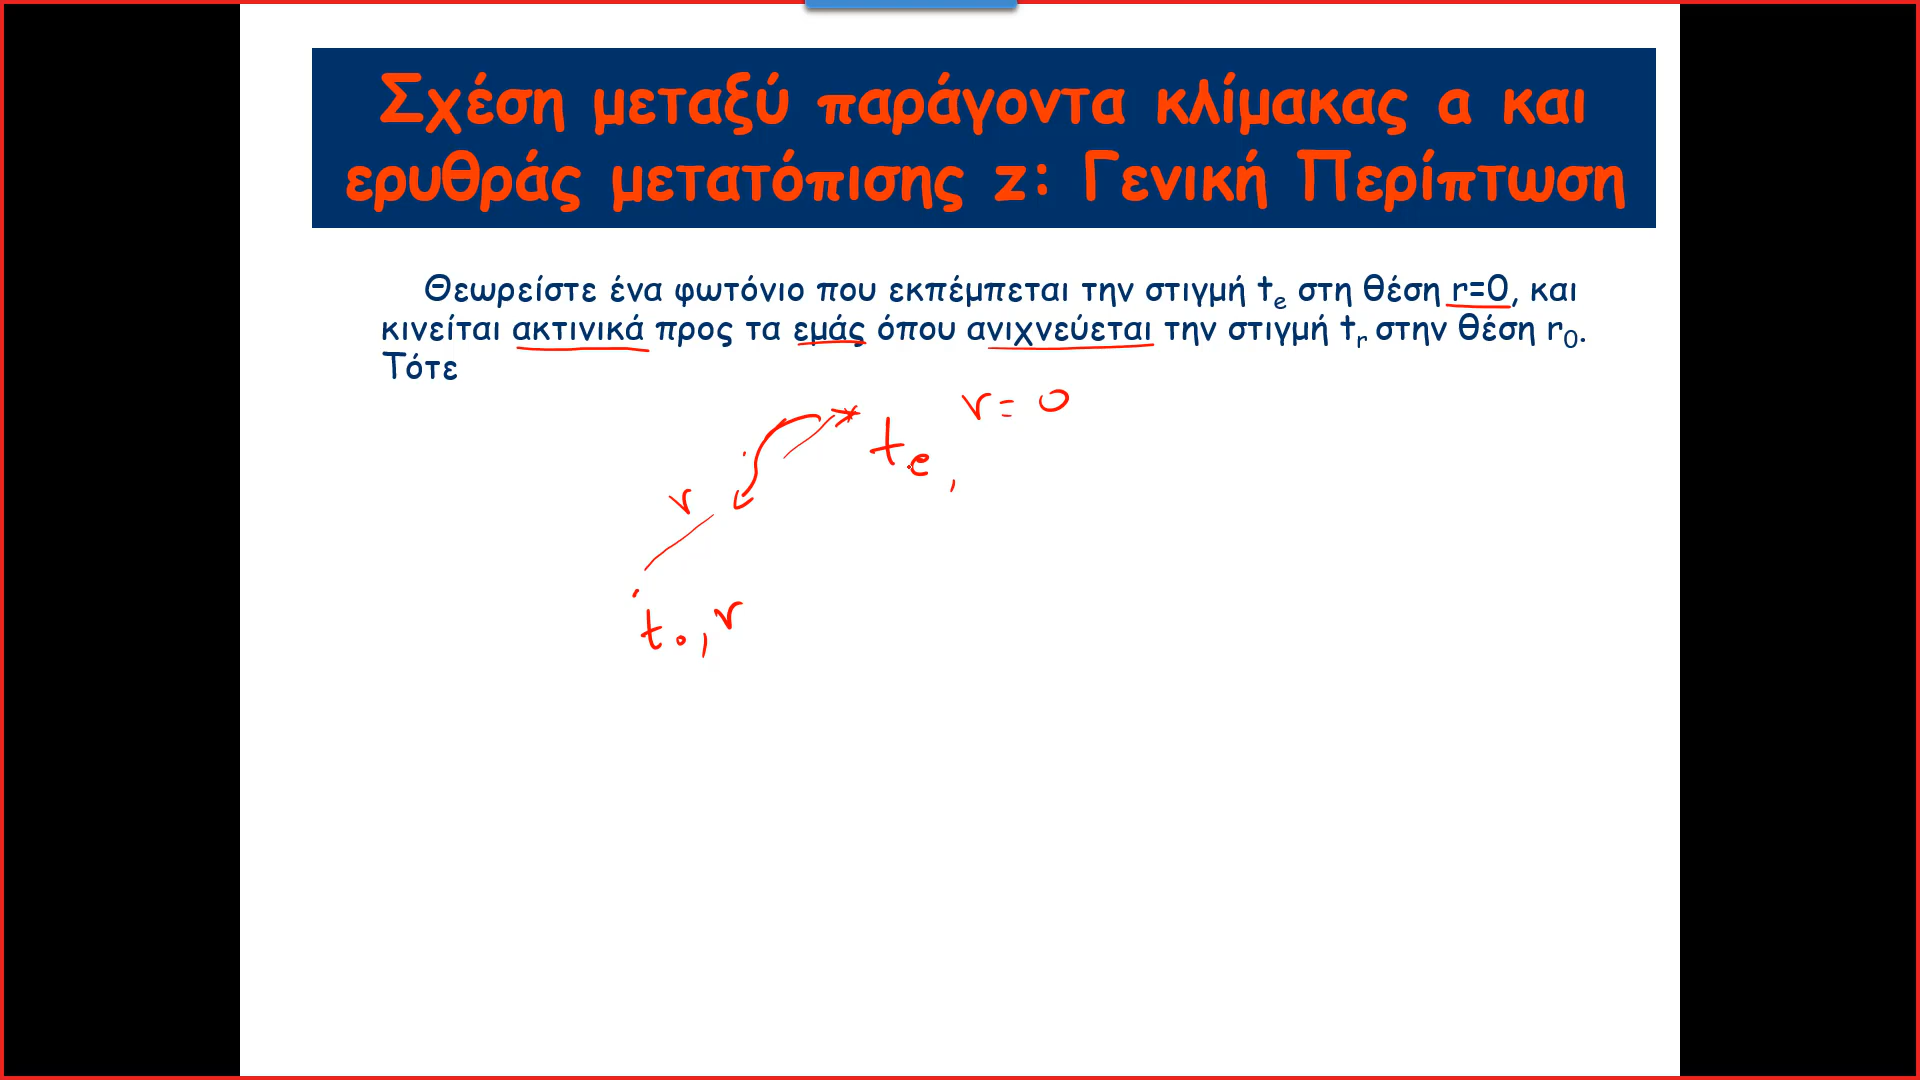 Σχέση μεταξύ παράγοντα κλίμακας a και
ερυθράς μετατόπισης z: Γενική Περίπτωση
Θεωρείστε ένα φωτόνιο που εκπέμπεται την στιγμή tₑ στη θέση r=0, και
κινείται ακτινικά προς τα εμάς όπου ανιχνεύεται την στιγμή tᵣ στην θέση r₀.
Τότε
r = 0
tₑ,
r
t₀, r